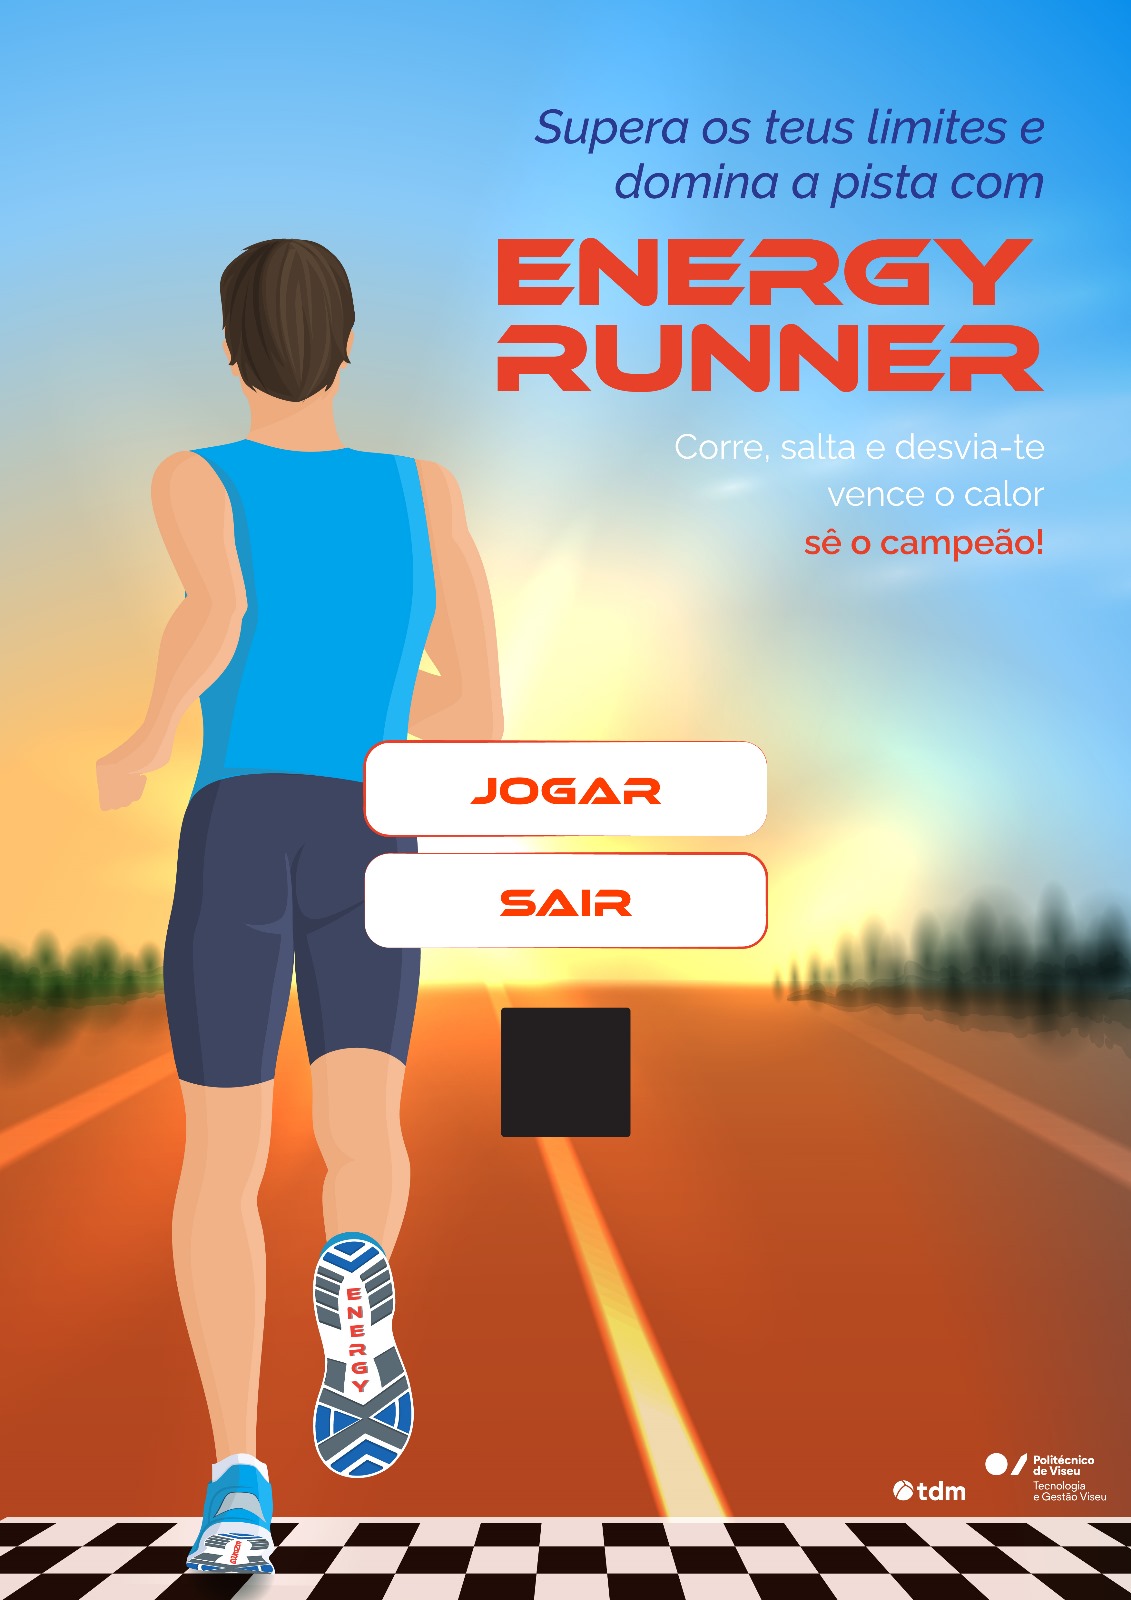 Supera os teus limites e
domina a pista com
ENERGY
RUNNER
Corre, salta e desvia-te
vence o calor
sê o campeão!
JOGAR
SAIR
ENERGY
tdm
Politécnico
de Viseu
Tecnologia
e Gestão Viseu
ENERGY